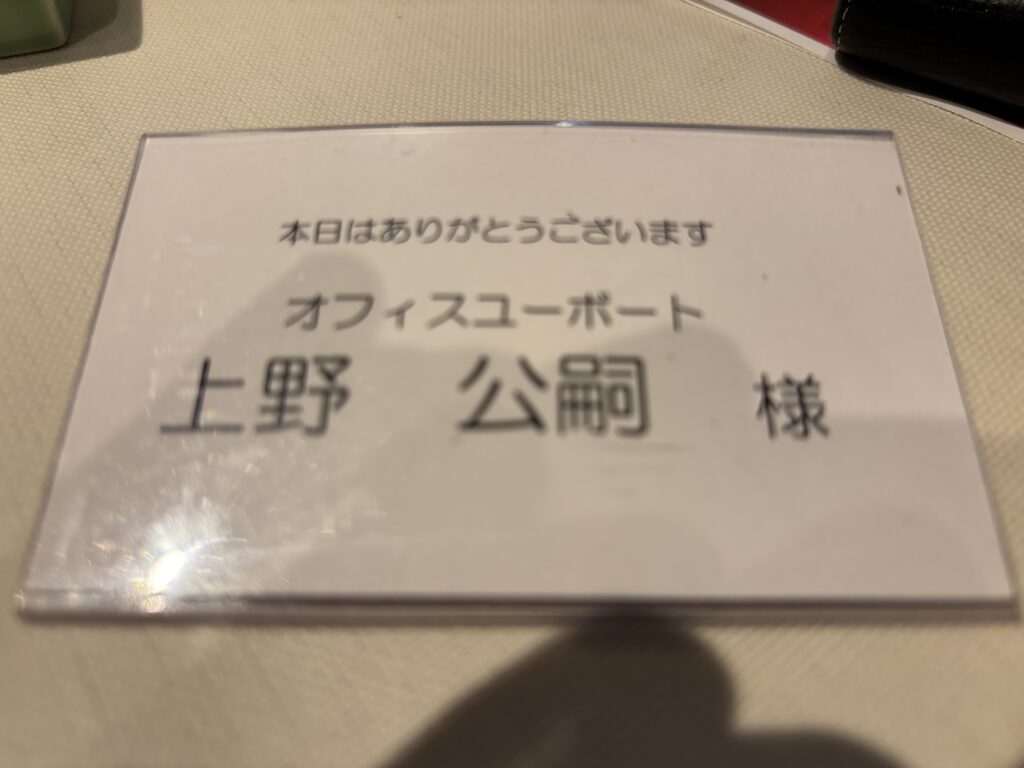 本日はありがとうございます
オフィスユーボート
上野　公嗣　様